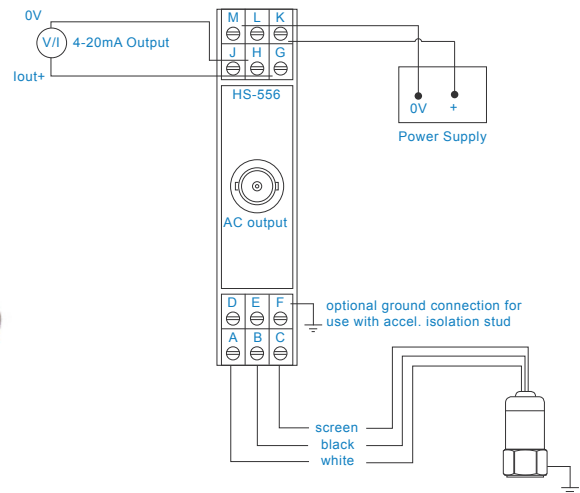 0V
M L K
V/I 4-20mA Output
J H G
Iout+
HS-556
0V +
Power Supply
AC output
D E F
optional ground connection for
use with accel. isolation stud
A B C
screen
black
white